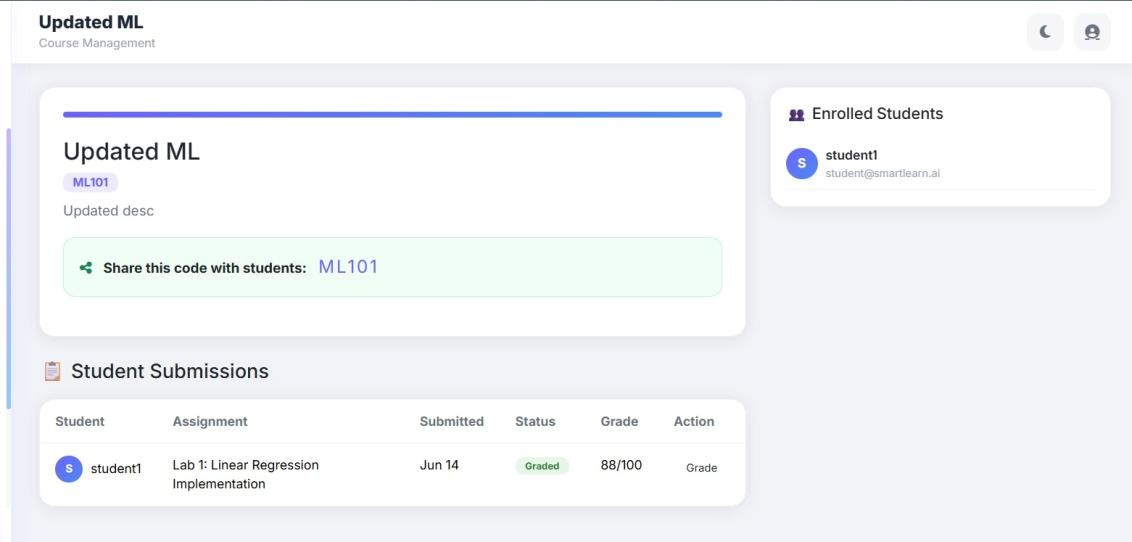 Updated ML
Course Management
Updated ML
ML101
Updated desc
Share this code with students: ML101
Enrolled Students
S
student1
student@smartlearn.ai
Student Submissions
Student Assignment Submitted Status Grade Action
S student1 Lab 1: Linear Regression Jun 14 Graded 88/100 Grade
Implementation